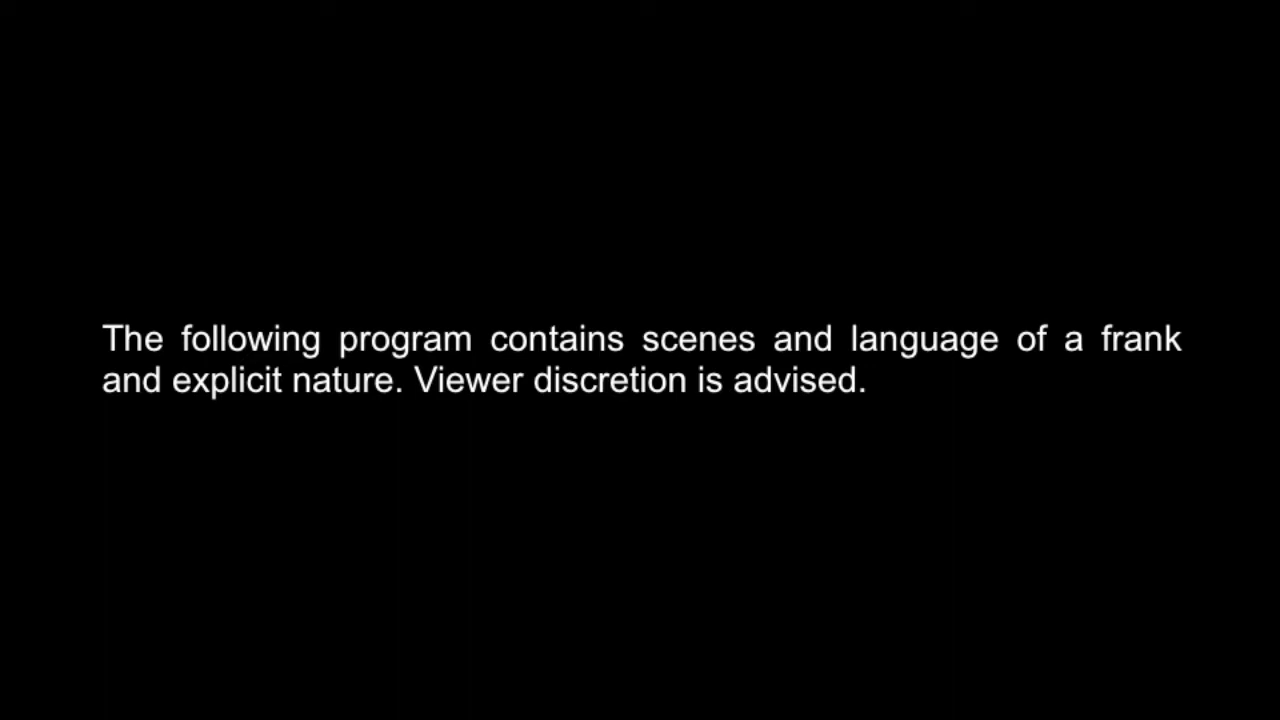 The following program contains scenes and language of a frank
and explicit nature. Viewer discretion is advised.